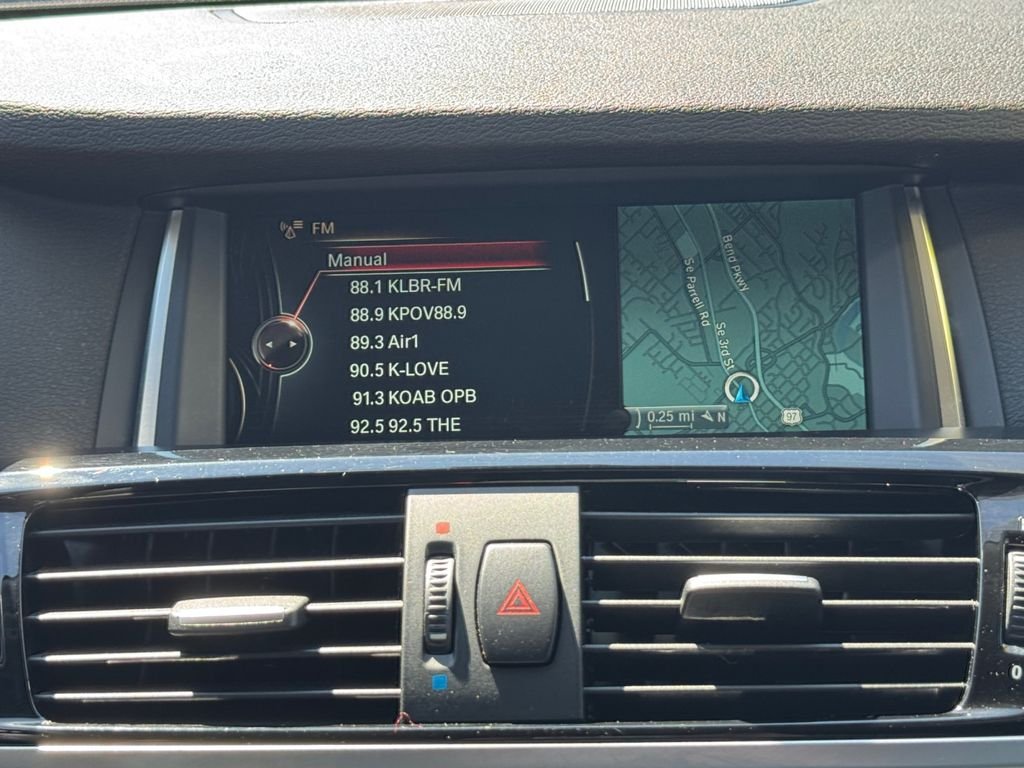 FM
Manual
88.1 KLBR-FM
88.9 KPOV88.9
89.3 Air1
90.5 K-LOVE
91.3 KOAB OPB
92.5 92.5 THE
Bend Pkwy
Se Parrell Rd
Se 3rd St
0.25 mi
N
97
0